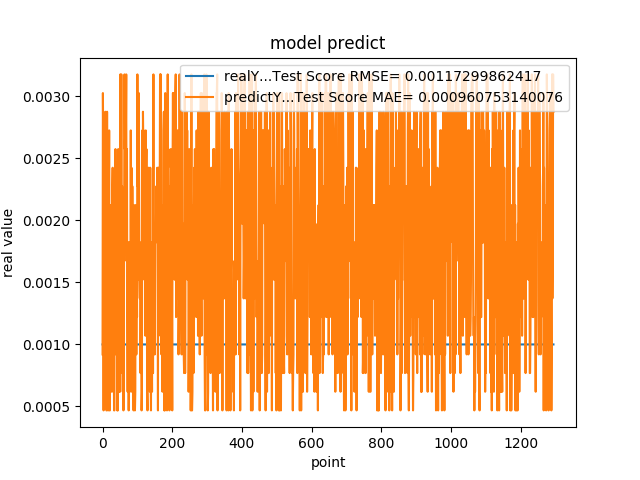 model predict
realY...Test Score RMSE= 0.00117299862417
predictY...Test Score MAE= 0.000960753140076
0.0030
0.0025
0.0020
0.0015
0.0010
0.0005
real value
0 200 400 600 800 1000 1200
point